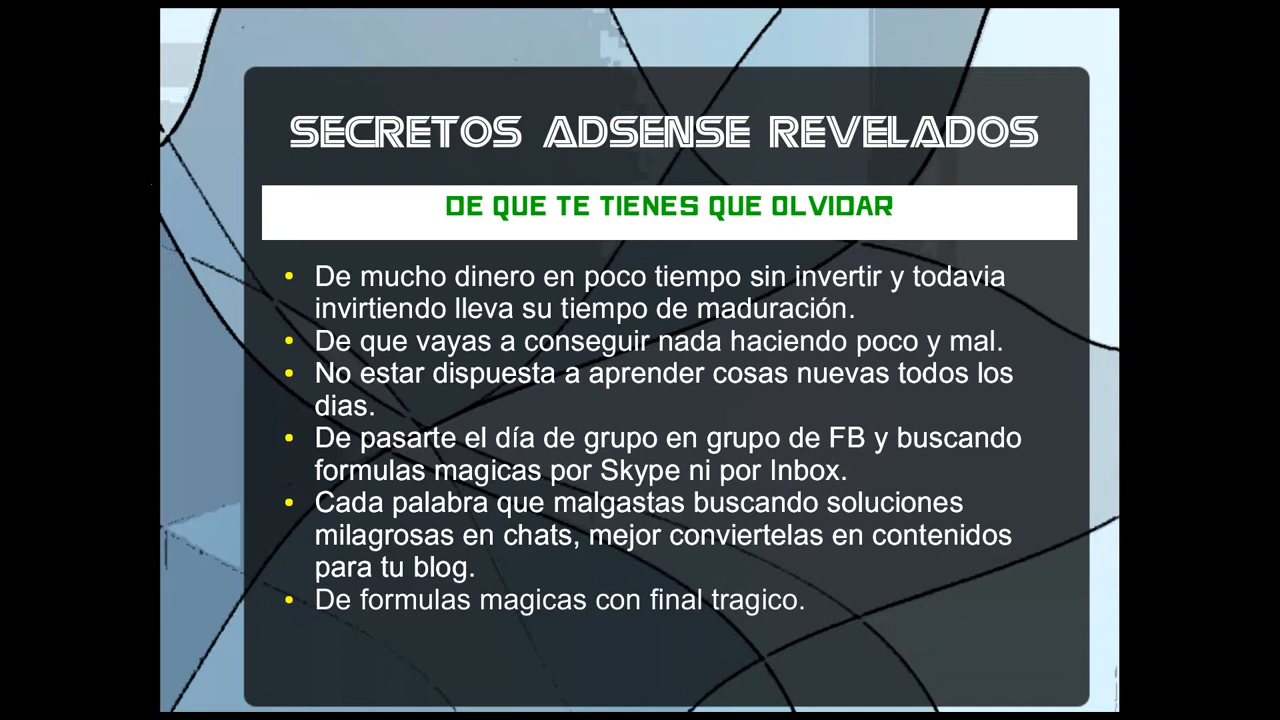 SECRETOS ADSENSE REVELADOS
DE QUE TE TIENES QUE OLVIDAR
• De mucho dinero en poco tiempo sin invertir y todavia
invirtiendo lleva su tiempo de maduración.
• De que vayas a conseguir nada haciendo poco y mal.
• No estar dispuesta a aprender cosas nuevas todos los
dias.
• De pasarte el día de grupo en grupo de FB y buscando
formulas magicas por Skype ni por Inbox.
• Cada palabra que malgastas buscando soluciones
milagrosas en chats, mejor conviertelas en contenidos
para tu blog.
• De formulas magicas con final tragico.